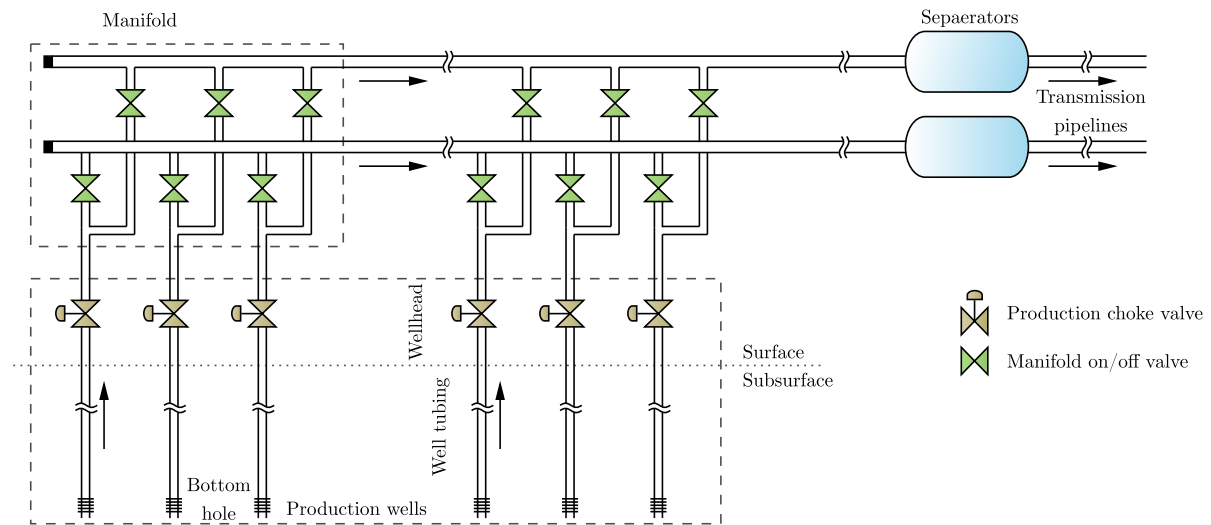 Manifold
Sepaerators
Transmission
pipelines
Wellhead
Production choke valve
Surface
Manifold on/off valve
Subsurface
Well tubing
Bottom
hole
Production wells